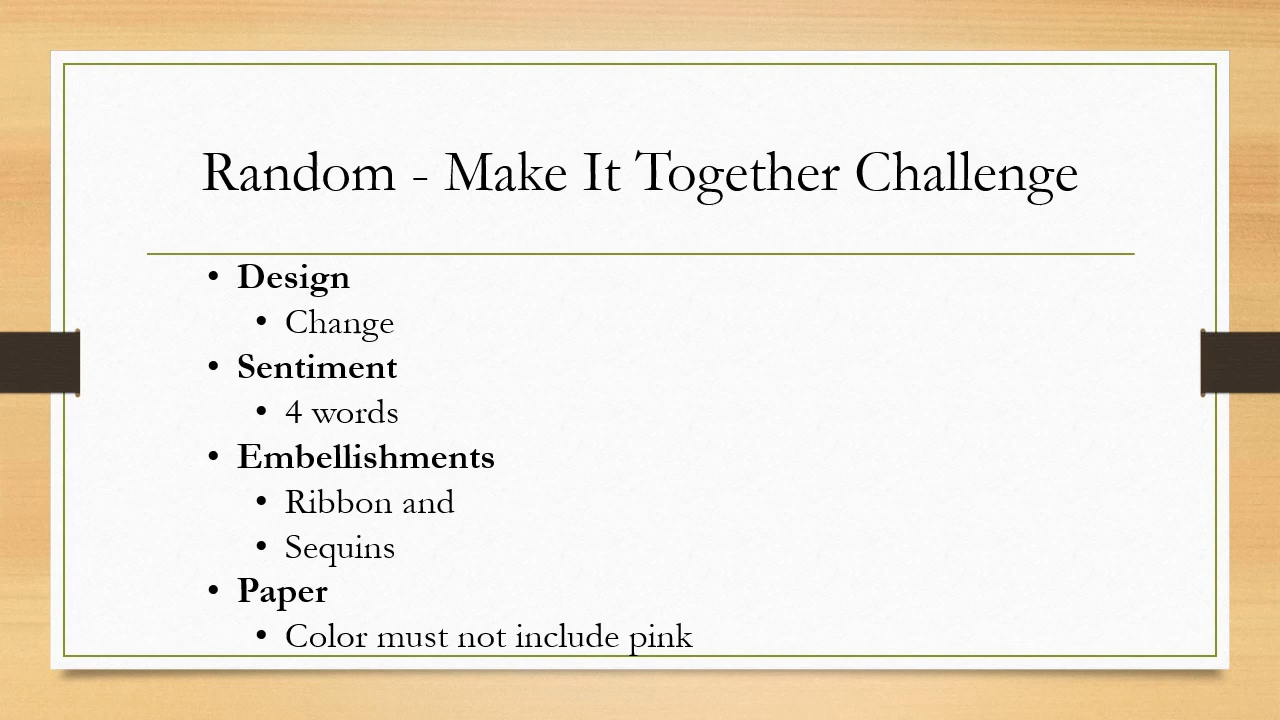 Random - Make It Together Challenge
• Design
• Change
• Sentiment
• 4 words
• Embellishments
• Ribbon and
• Sequins
• Paper
• Color must not include pink